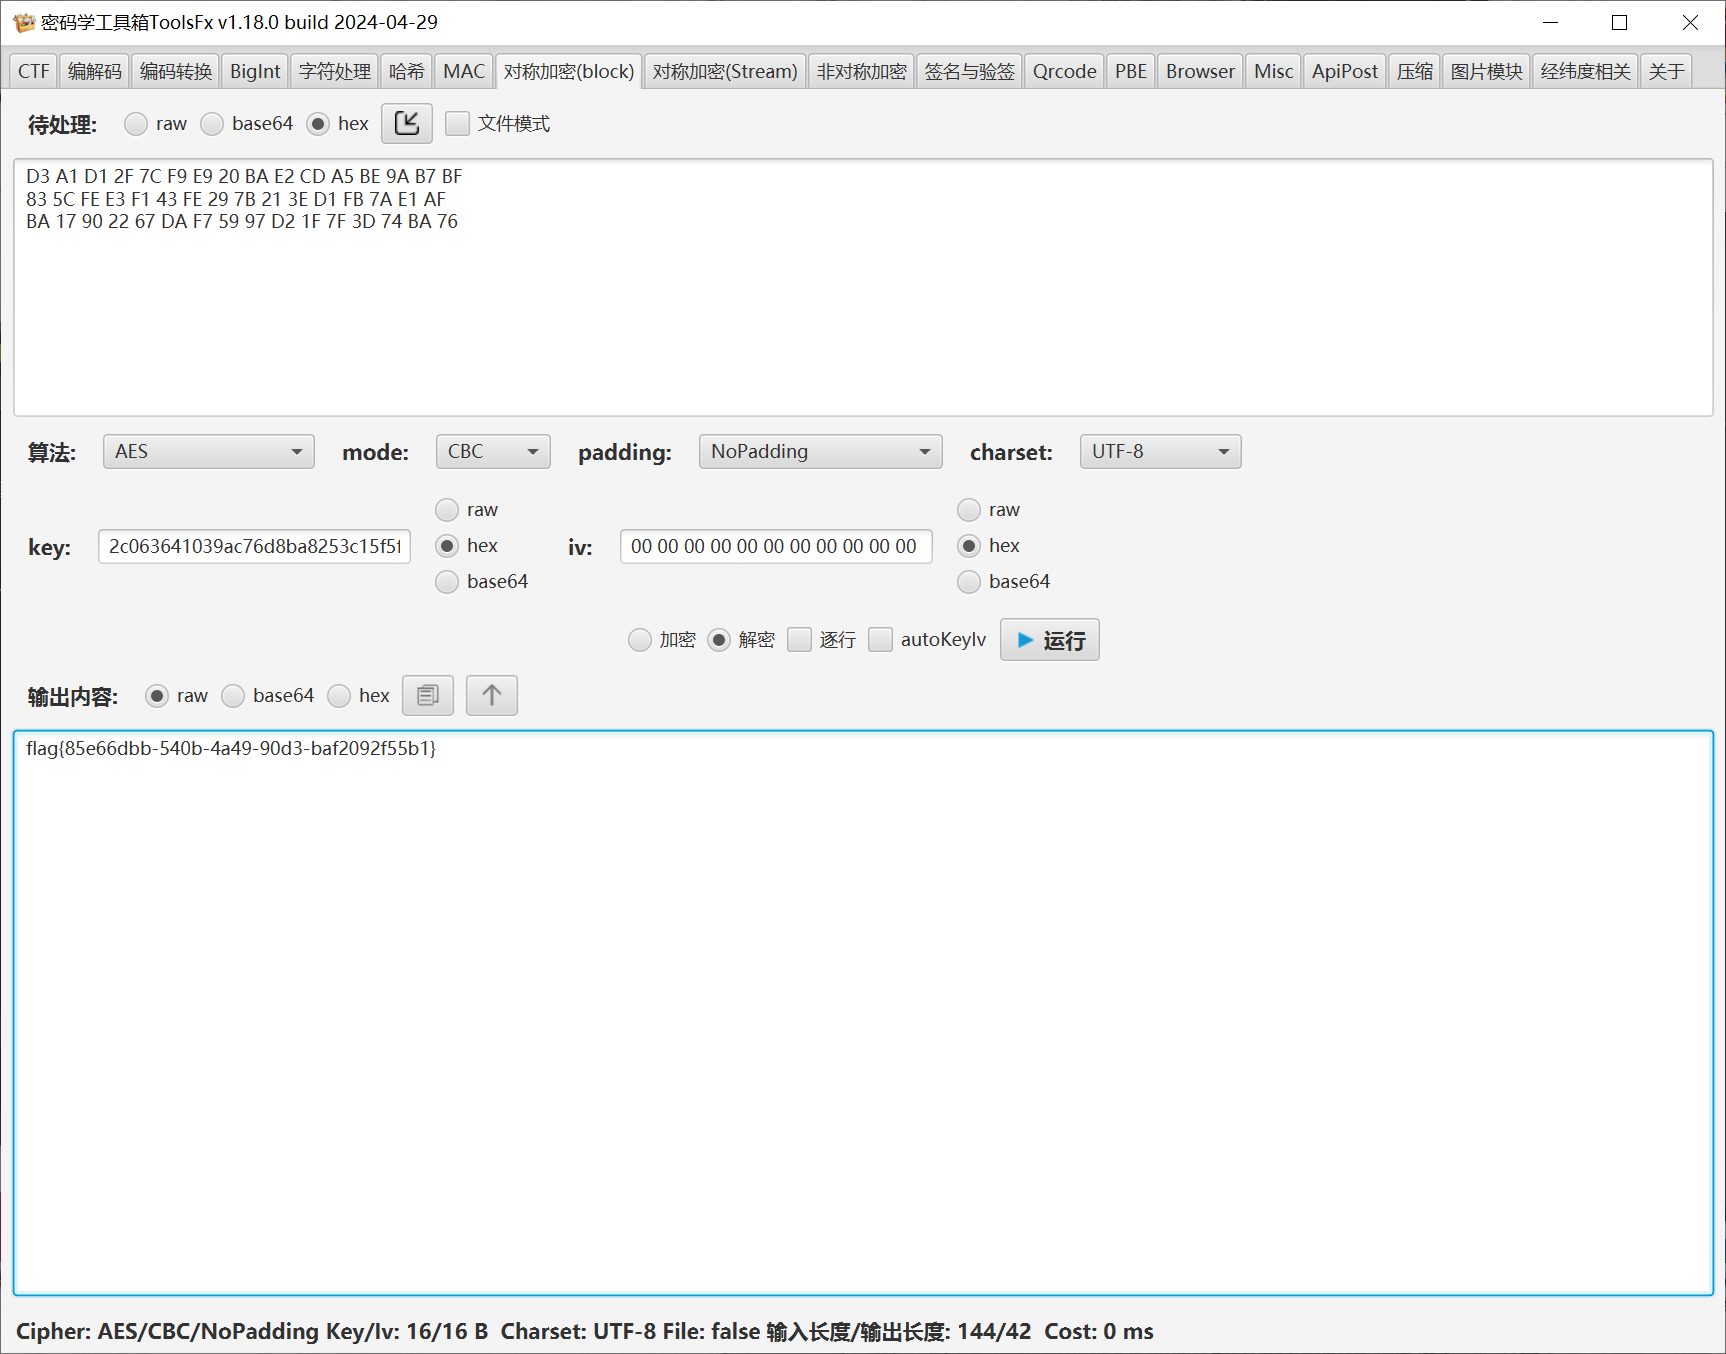 密码学工具箱ToolsFx v1.18.0 build 2024-04-29
CTF 编解码 编码转换 BigInt 字符处理 哈希 MAC 对称加密(block) 对称加密(Stream) 非对称加密 签名与验签 Qrcode PBE Browser Misc ApiPost 压缩 图片模块 经纬度相关 关于
待处理: raw base64 hex 文件模式
D3 A1 D1 2F 7C F9 E9 20 BA E2 CD A5 BE 9A B7 BF
83 5C FE E3 F1 43 FE 29 7B 21 3E D1 FB 7A E1 AF
BA 17 90 22 67 DA F7 59 97 D2 1F 7F 3D 74 BA 76
算法: AES mode: CBC padding: NoPadding charset: UTF-8
raw raw
key: 2c063641039ac76d8ba8253c15f5f hex iv: 00 00 00 00 00 00 00 00 00 00 00 hex
base64 base64
加密 解密 逐行 autoKeyIv 运行
输出内容: raw base64 hex
flag{85e66dbb-540b-4a49-90d3-baf2092f55b1}
Cipher: AES/CBC/NoPadding Key/Iv: 16/16 B Charset: UTF-8 File: false 输入长度/输出长度: 144/42 Cost: 0 ms